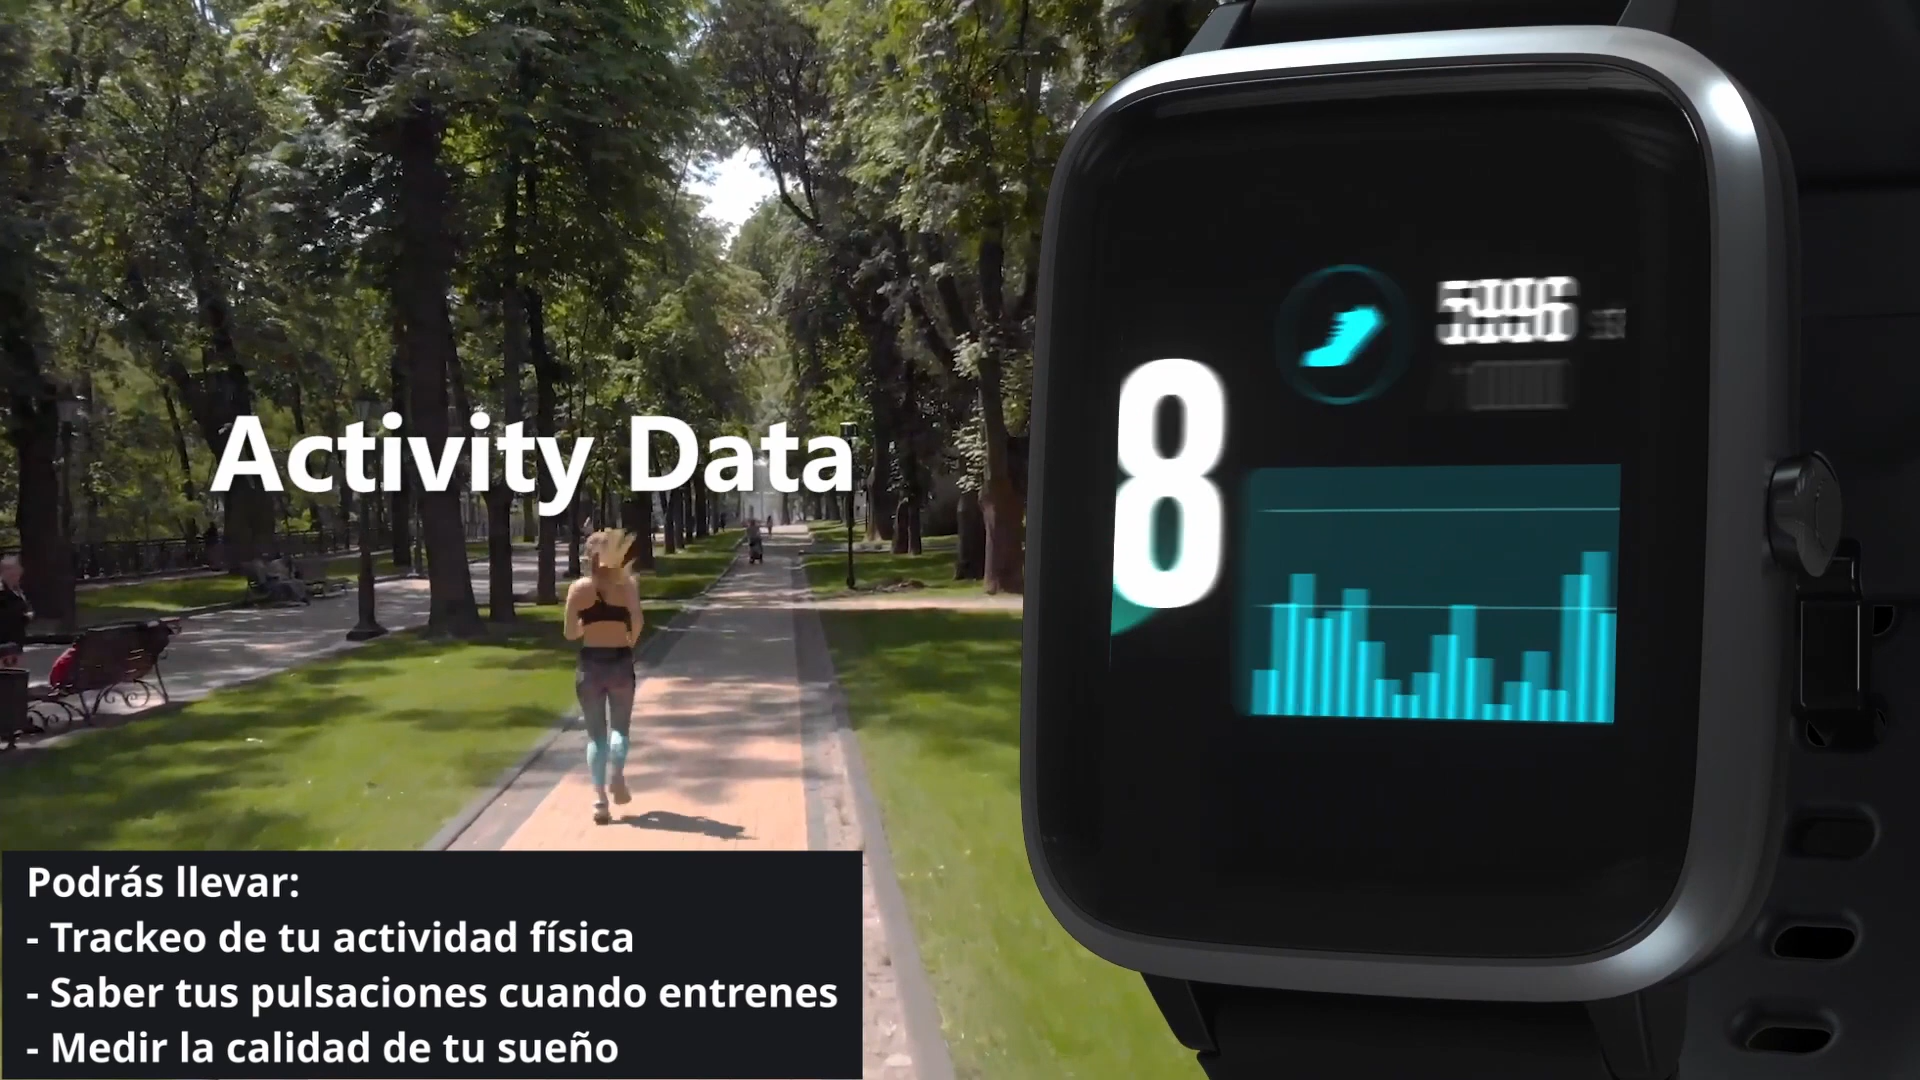 Activity Data
8
Podrás llevar:
- Trackeo de tu actividad física
- Saber tus pulsaciones cuando entrenes
- Medir la calidad de tu sueño